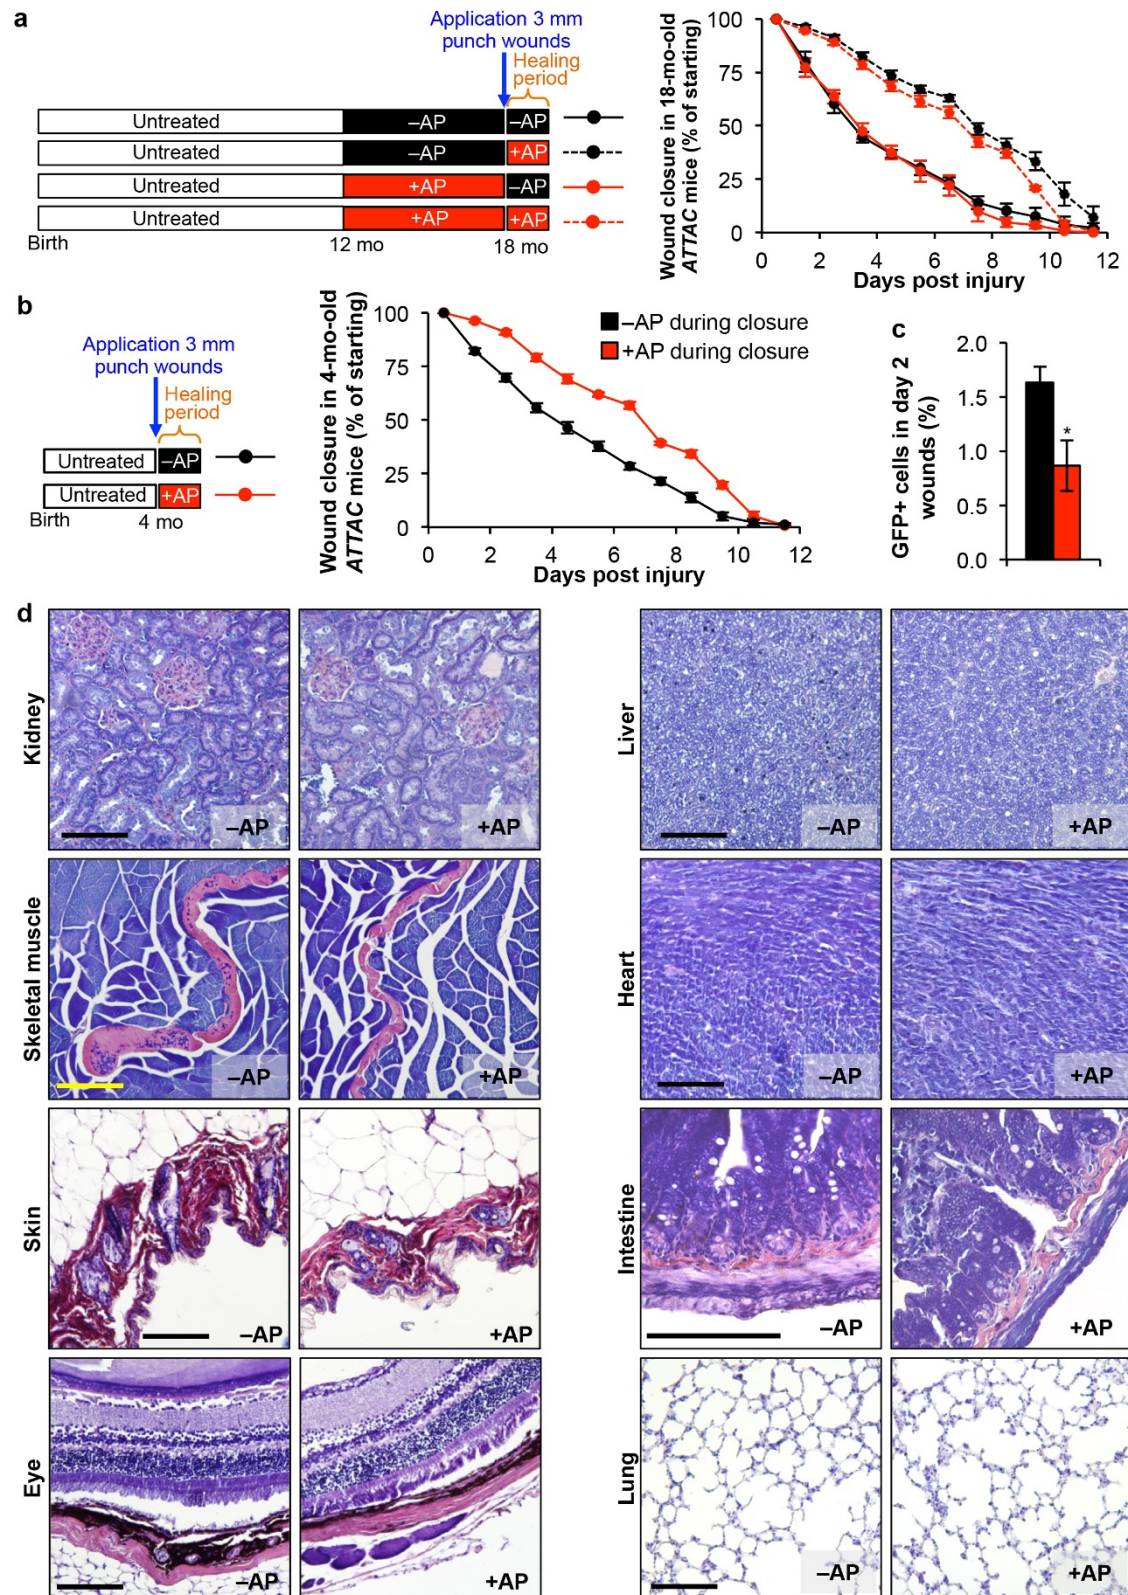 a
Application 3 mm
punch wounds
Healing
period
Untreated
–AP
–AP
Untreated
–AP
+AP
Untreated
+AP
–AP
Untreated
+AP
+AP
Birth
12 mo
18 mo
Wound closure in 18-mo-old
ATTAC mice (% of starting)
100
75
50
25
0
0
2
4
6
8
10
12
Days post injury
b
Application 3 mm
punch wounds
Healing
period
Untreated
–AP
Untreated
+AP
Birth
4 mo
Wound closure in 4-mo-old
ATTAC mice (% of starting)
100
75
50
25
0
0
2
4
6
8
10
12
Days post injury
–AP during closure
+AP during closure
c
GFP+ cells in day 2
wounds (%)
2.0
1.5
1.0
0.5
0.0
*
d
Kidney
–AP
+AP
Liver
–AP
+AP
Skeletal muscle
–AP
+AP
Heart
–AP
+AP
Skin
–AP
+AP
Intestine
–AP
+AP
Eye
–AP
+AP
Lung
–AP
+AP